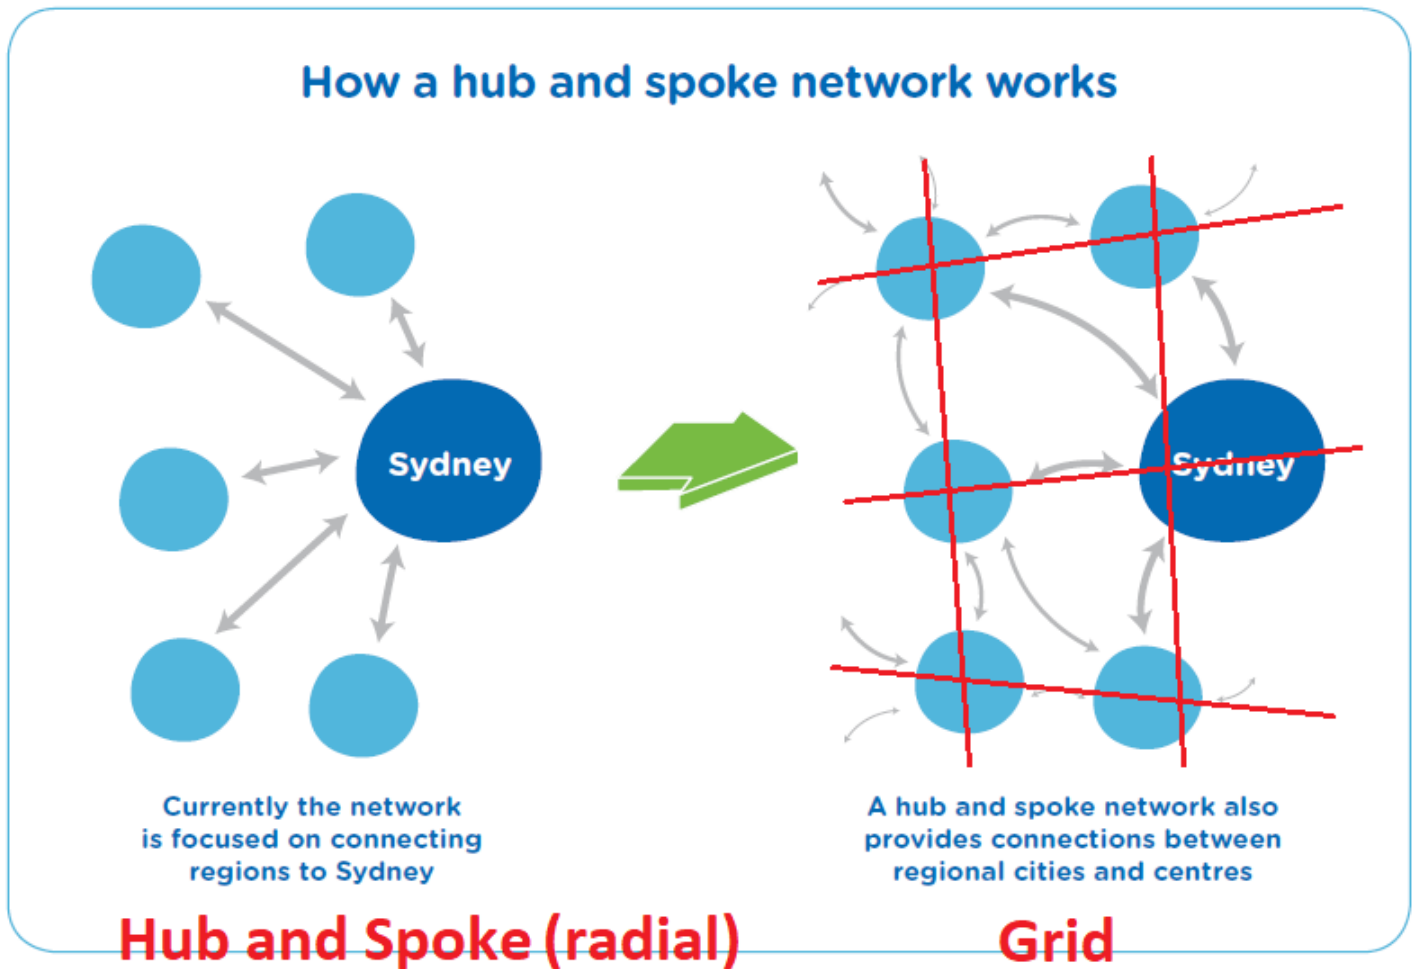 How a hub and spoke network works
Sydney
Sydney
Currently the network
is focused on connecting
regions to Sydney
A hub and spoke network also
provides connections between
regional cities and centres
Hub and Spoke (radial)
Grid